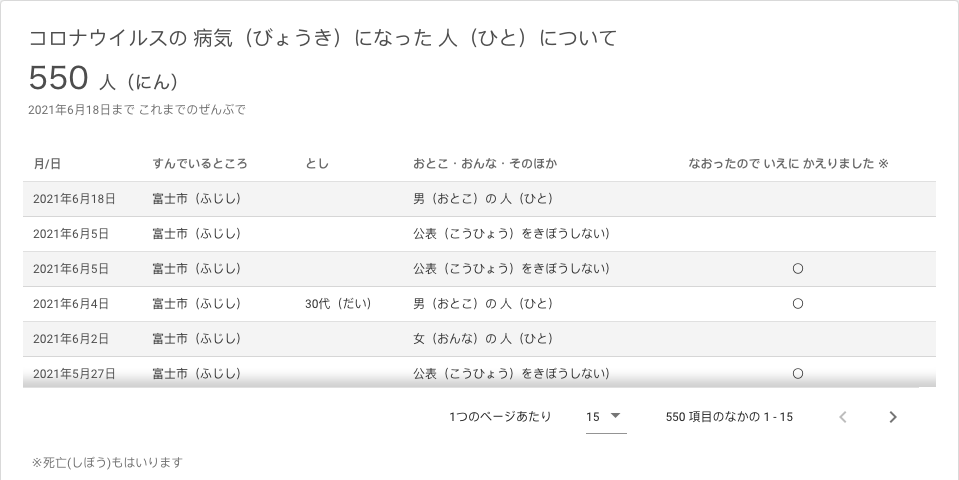 コロナウイルスの 病気（びょうき）になった 人（ひと）について
550 人（にん）
2021年6月18日まで これまでのぜんぶで
月/日 すんでいるところ とし おとこ・おんな・そのほか なおったので いえに かえりました ※
2021年6月18日 富士市（ふじし） 男（おとこ）の 人（ひと）
2021年6月5日 富士市（ふじし） 公表（こうひょう）をきぼうしない）
2021年6月5日 富士市（ふじし） 公表（こうひょう）をきぼうしない） 〇
2021年6月4日 富士市（ふじし） 30代（だい） 男（おとこ）の 人（ひと） 〇
2021年6月2日 富士市（ふじし） 女（おんな）の 人（ひと）
2021年5月27日 富士市（ふじし） 公表（こうひょう）をきぼうしない） 〇
1つのページあたり 15 550 項目のなかの 1 - 15
※死亡(しぼう)もはいります